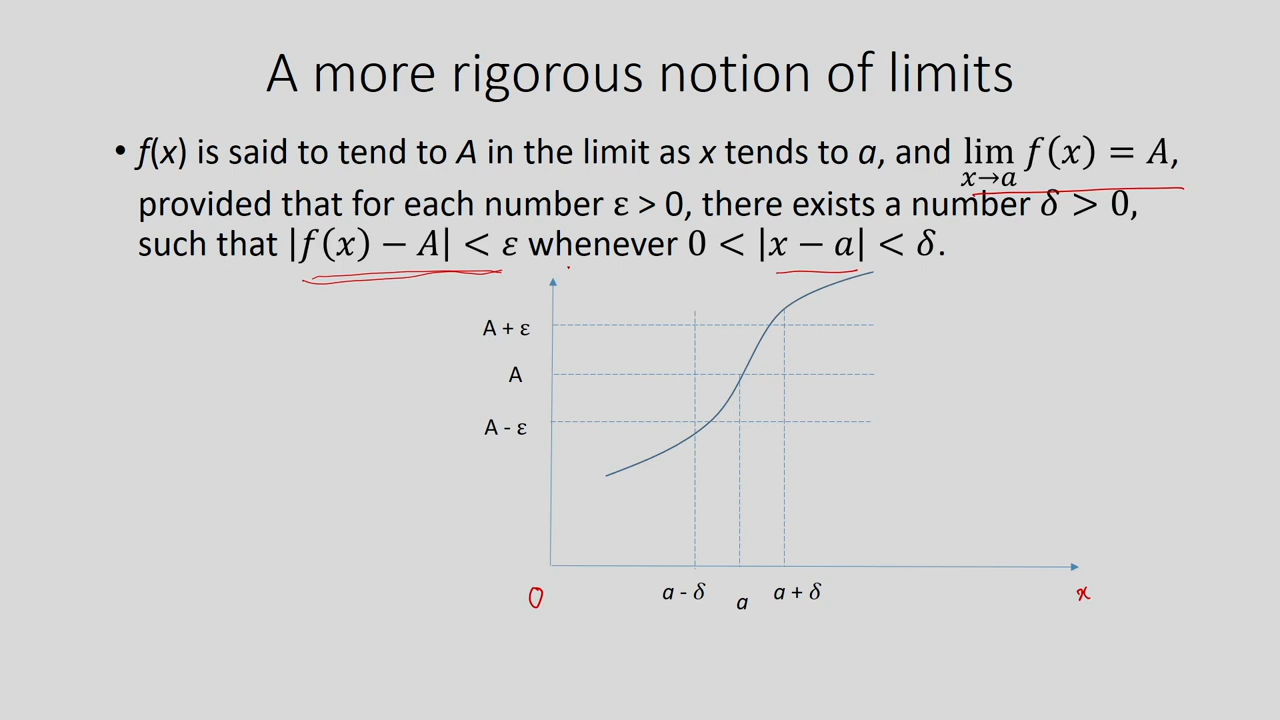 A more rigorous notion of limits
• f(x) is said to tend to A in the limit as x tends to a, and lim x→a f(x) = A,
provided that for each number ε > 0, there exists a number δ > 0,
such that |f(x) − A| < ε whenever 0 < |x − a| < δ.
A + ε
A
A - ε
0
a - δ
a
a + δ
x